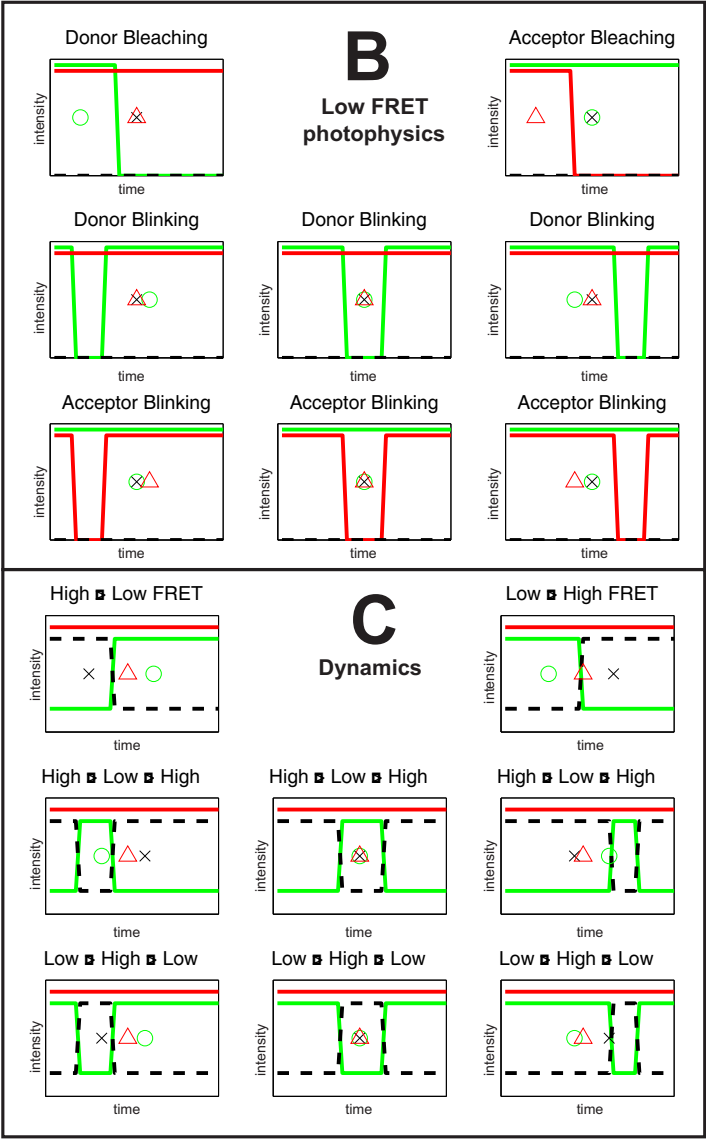 Donor Bleaching
B
Acceptor Bleaching
Low FRET
photophysics
intensity
time
intensity
time
Donor Blinking
Donor Blinking
Donor Blinking
intensity
time
intensity
time
intensity
time
Acceptor Blinking
Acceptor Blinking
Acceptor Blinking
intensity
time
intensity
time
intensity
time
High Low FRET
C
Low High FRET
Dynamics
intensity
time
intensity
time
High Low High
High Low High
High Low High
intensity
time
intensity
time
intensity
time
Low High Low
Low High Low
Low High Low
intensity
time
intensity
time
intensity
time